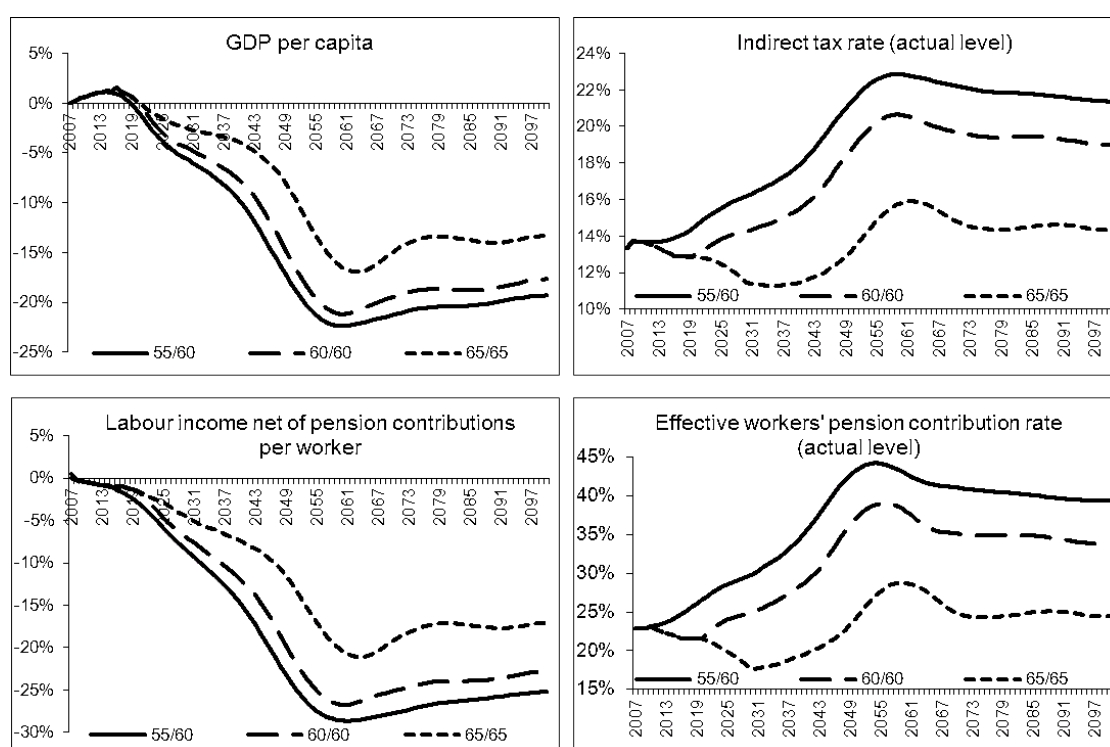 GDP per capita
5%
0%
-5%
-10%
-15%
-20%
-25%
2007 2013 2019 2025 2031 2037 2043 2049 2055 2061 2067 2073 2079 2085 2091 2097
55/60 60/60 65/65
Indirect tax rate (actual level)
24%
22%
20%
18%
16%
14%
12%
10%
55/60 60/60 65/65
2007 2013 2019 2025 2031 2037 2043 2049 2055 2061 2067 2073 2079 2085 2091 2097
Labour income net of pension contributions
per worker
5%
0%
-5%
-10%
-15%
-20%
-25%
-30%
2007 2013 2019 2025 2031 2037 2043 2049 2055 2061 2067 2073 2079 2085 2091 2097
55/60 60/60 65/65
Effective workers' pension contribution rate
(actual level)
45%
40%
35%
30%
25%
20%
15%
55/60 60/60 65/65
2007 2013 2019 2025 2031 2037 2043 2049 2055 2061 2067 2073 2079 2085 2091 2097